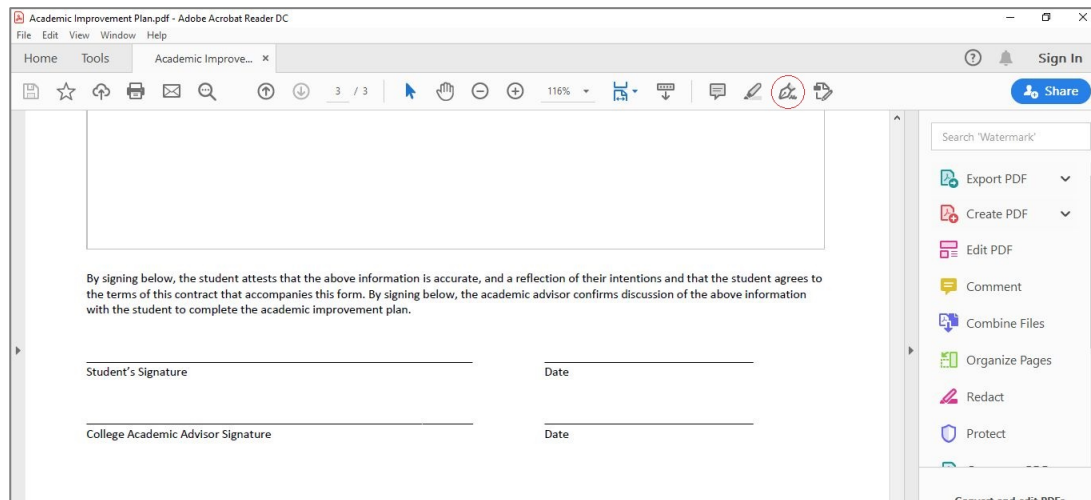 Academic Improvement Plan.pdf - Adobe Acrobat Reader DC
File Edit View Window Help
Home Tools Academic Improve... × Sign In
3 / 3 116% Share
Search 'Watermark'
Export PDF
Create PDF
Edit PDF
Comment
Combine Files
Organize Pages
Redact
Protect
By signing below, the student attests that the above information is accurate, and a reflection of their intentions and that the student agrees to
the terms of this contract that accompanies this form. By signing below, the academic advisor confirms discussion of the above information
with the student to complete the academic improvement plan.
Student's Signature Date
College Academic Advisor Signature Date
Convert and edit PDFs